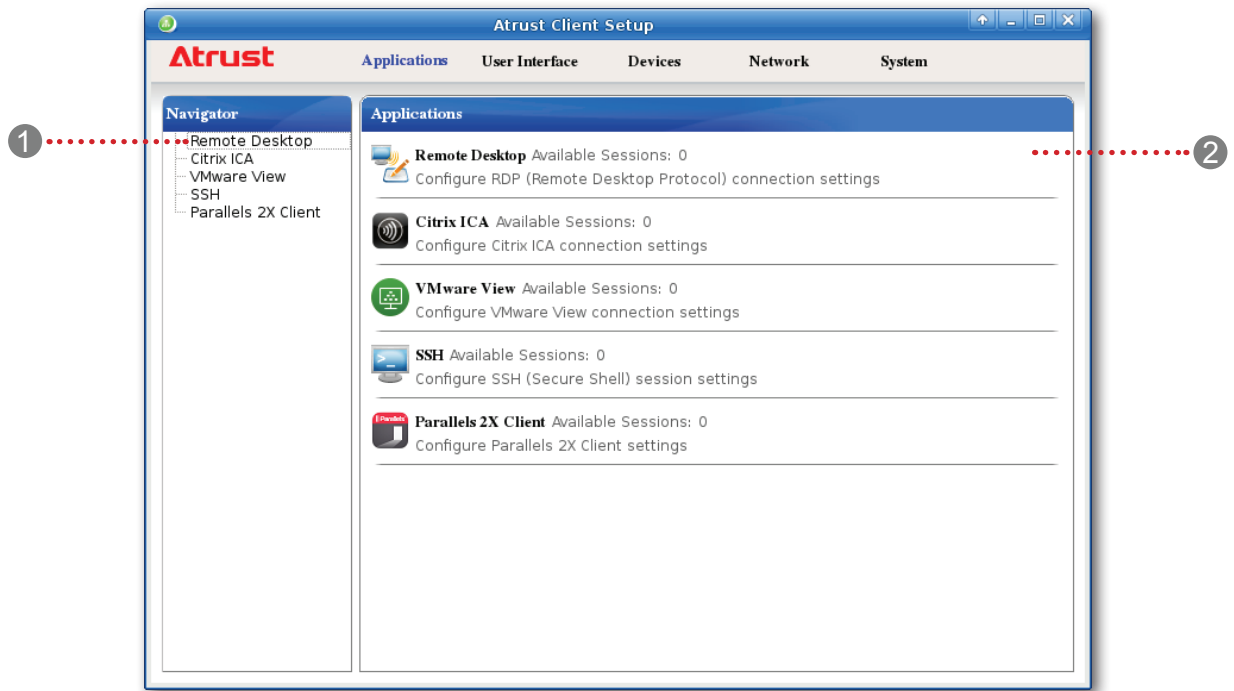 Atrust Client Setup
Atrust
Applications User Interface Devices Network System
Navigator
Remote Desktop
Citrix ICA
VMware View
SSH
Parallels 2X Client
Applications
Remote Desktop Available Sessions: 0
Configure RDP (Remote Desktop Protocol) connection settings
Citrix ICA Available Sessions: 0
Configure Citrix ICA connection settings
VMware View Available Sessions: 0
Configure VMware View connection settings
>_
SSH Available Sessions: 0
Configure SSH (Secure Shell) session settings
Parallels
Parallels 2X Client Available Sessions: 0
Configure Parallels 2X Client settings
1
2